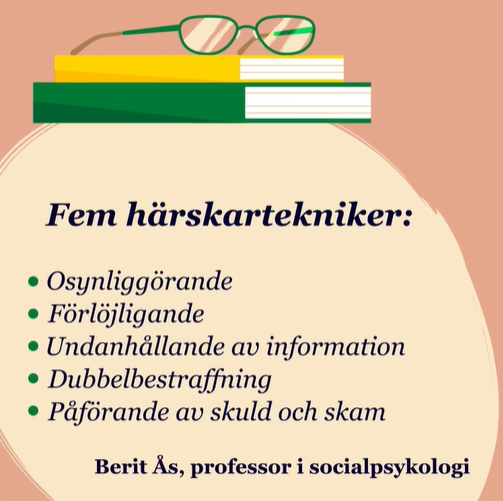 Fem härskartekniker:
Osynliggörande
Förlöjligande
Undanhållande av information
Dubbelbestraffning
Påförande av skuld och skam
Berit Ås, professor i socialpsykologi